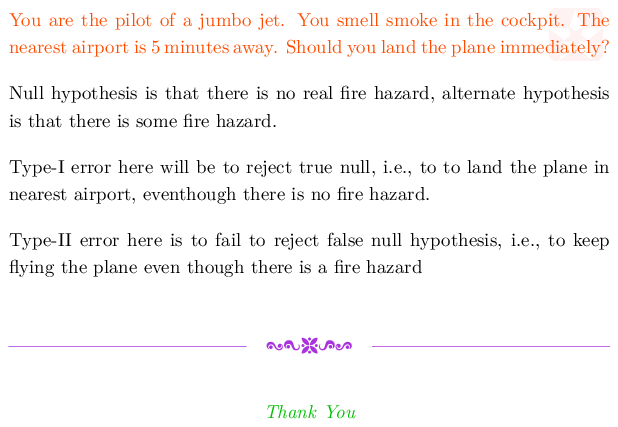 You are the pilot of a jumbo jet. You smell smoke in the cockpit. The
nearest airport is 5 minutes away. Should you land the plane immediately?
Null hypothesis is that there is no real fire hazard, alternate hypothesis
is that there is some fire hazard.
Type-I error here will be to reject true null, i.e., to to land the plane in
nearest airport, eventhough there is no fire hazard.
Type-II error here is to fail to reject false null hypothesis, i.e., to keep
flying the plane even though there is a fire hazard
Thank You